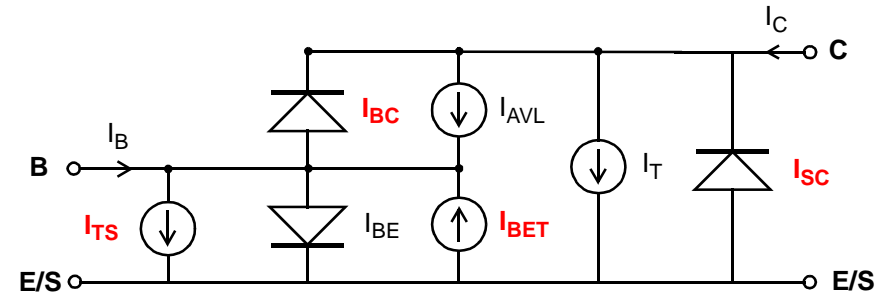 I_C
C
I_BC
I_AVL
I_B
B
I_T
I_SC
I_TS
I_BE
I_BET
E/S
E/S